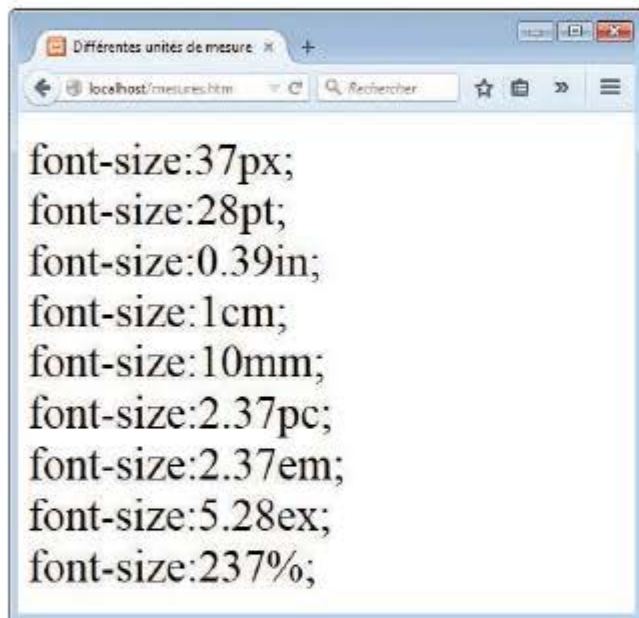 Différentes unités de mesure
localhost/mesures.htm
Rechercher
font-size:37px;
font-size:28pt;
font-size:0.39in;
font-size:1cm;
font-size:10mm;
font-size:2.37pc;
font-size:2.37em;
font-size:5.28ex;
font-size:237%;